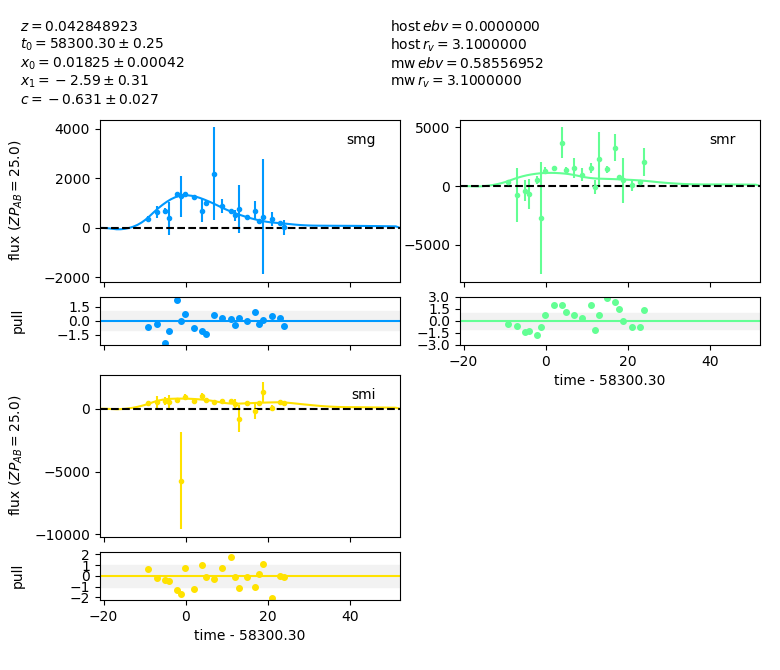 z = 0.042848923
t₀ = 58300.30 ± 0.25
x₀ = 0.01825 ± 0.00042
x₁ = −2.59 ± 0.31
c = −0.631 ± 0.027
host ebv = 0.0000000
host r_v = 3.1000000
mw ebv = 0.58556952
mw r_v = 3.1000000
flux (ZP_AB = 25.0)
4000
2000
0
−2000
smg
5000
0
−5000
smr
pull
1.5
0.0
−1.5
3.0
1.5
0.0
−1.5
−3.0
−20 0 20 40
time - 58300.30
flux (ZP_AB = 25.0)
0
−5000
−10000
smi
pull
2
1
0
−1
−2
−20 0 20 40
time - 58300.30